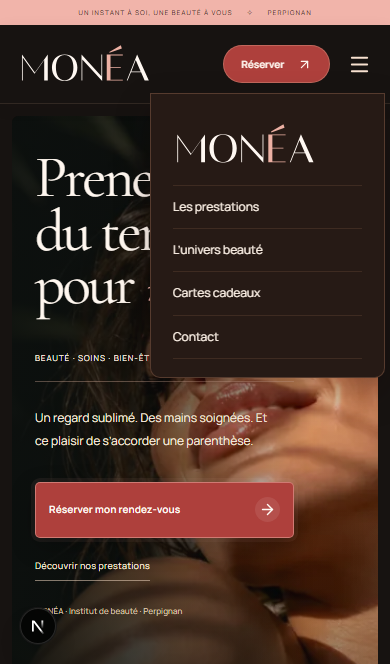 UN INSTANT À SOI, UNE BEAUTÉ À VOUS ✧ PERPIGNAN
MONÉA
Réserver
MONÉA
Les prestations
L'univers beauté
Cartes cadeaux
Contact
Prene
du ter
pour
BEAUTÉ · SOINS · BIEN-ÊT
Un regard sublimé. Des mains soignées. Et
ce plaisir de s'accorder une parenthèse.
Réserver mon rendez-vous
Découvrir nos prestations
NÉA · Institut de beauté · Perpignan
N